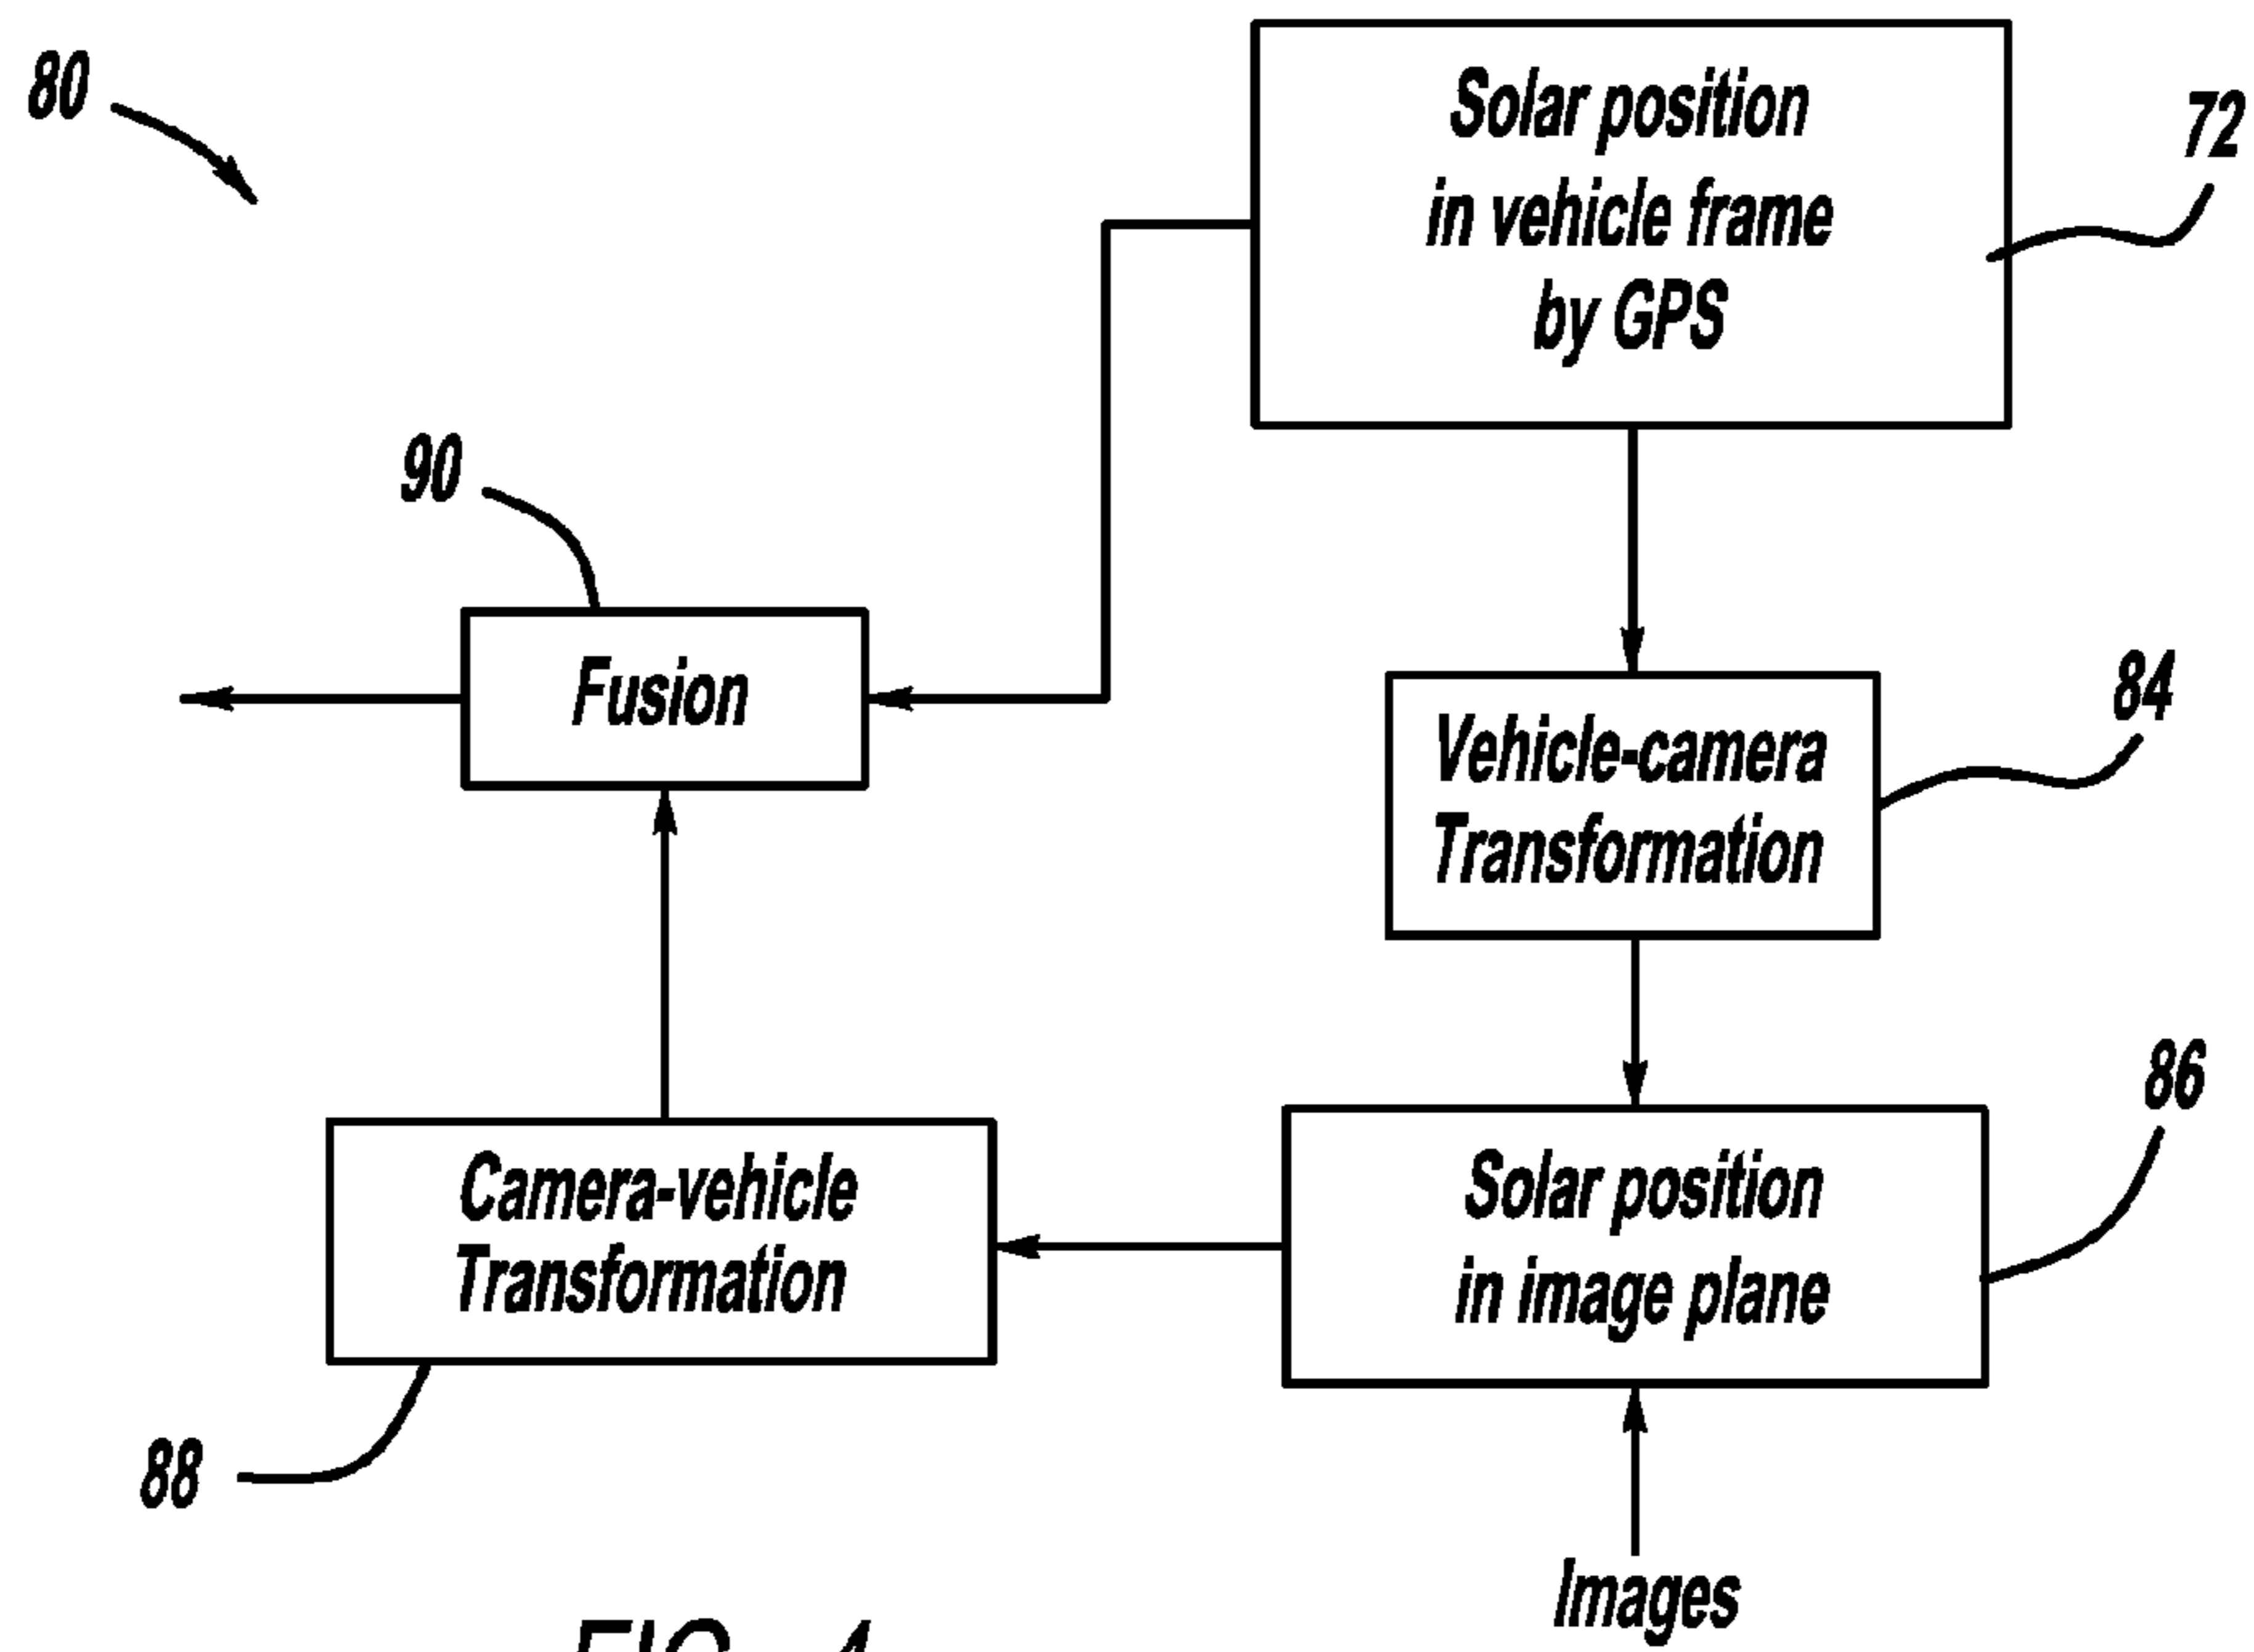 80
Solar position
in vehicle frame
by GPS
72
90
Fusion
Vehicle-camera
Transformation
84
Camera-vehicle
Transformation
88
Solar position
in image plane
86
Images